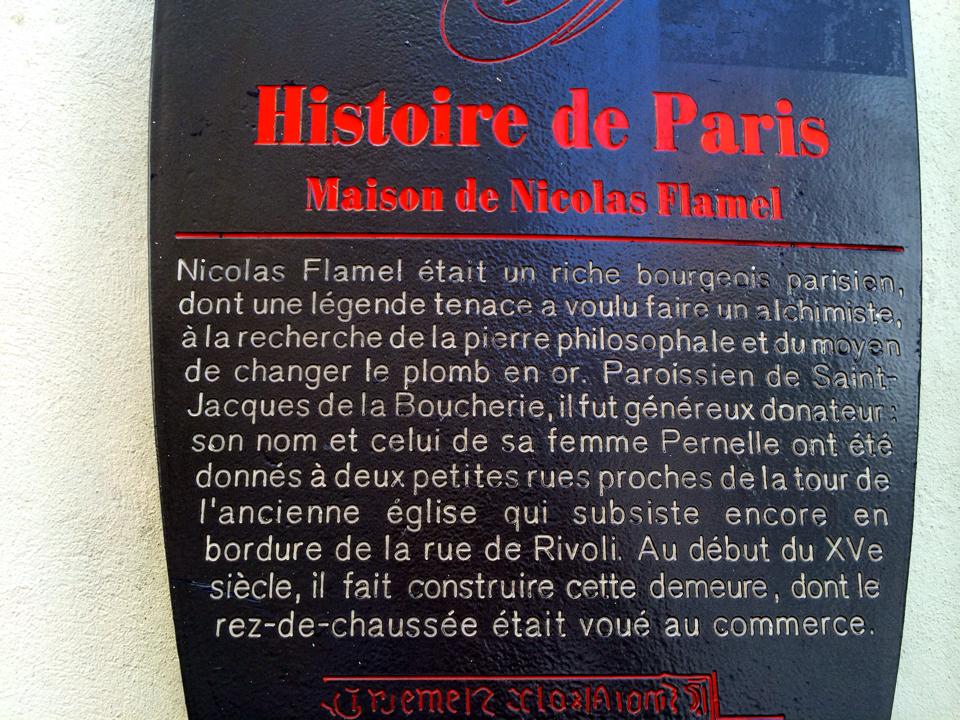 Histoire de Paris
Maison de Nicolas Flamel
Nicolas Flamel était un riche bourgeois parisien,
dont une légende tenace a voulu faire un alchimiste,
à la recherche de la pierre philosophale et du moyen
de changer le plomb en or. Paroissien de Saint-
Jacques de la Boucherie, il fut généreux donateur :
son nom et celui de sa femme Pernelle ont été
donnés à deux petites rues proches de la tour de
l'ancienne église qui subsiste encore en
bordure de la rue de Rivoli. Au début du XVe
siècle, il fait construire cette demeure, dont le
rez-de-chaussée était voué au commerce.